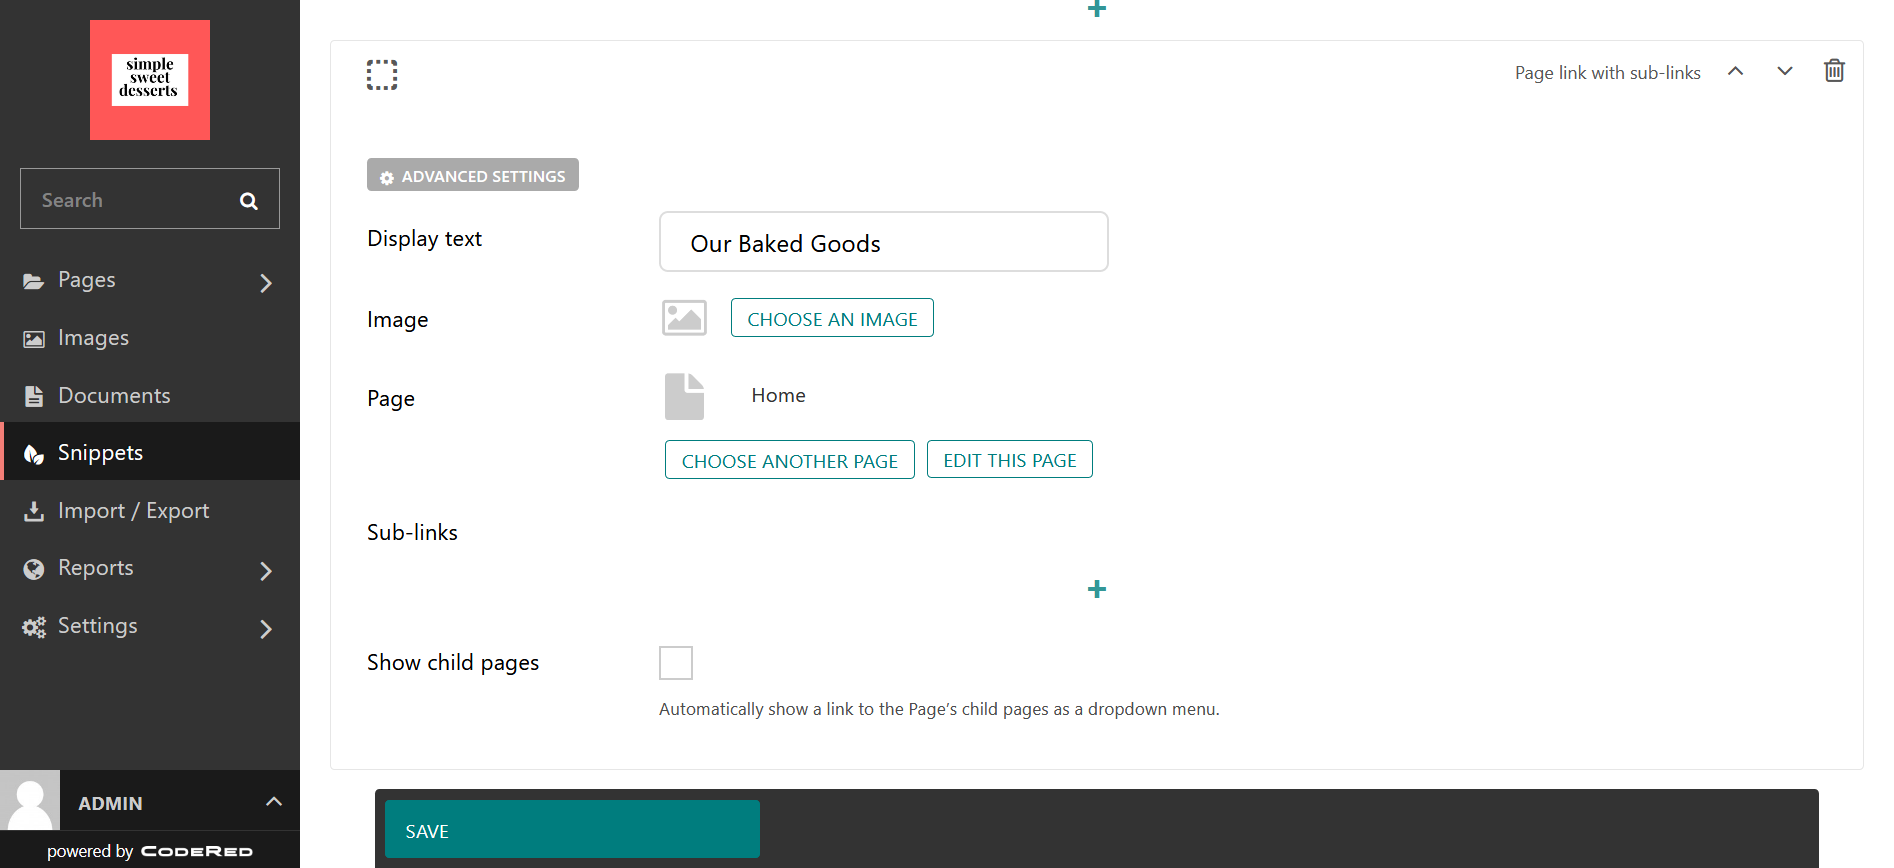 simple
sweet
desserts
Search
Pages
Images
Documents
Snippets
Import / Export
Reports
Settings
ADMIN
powered by CODERED
Page link with sub-links
ADVANCED SETTINGS
Display text
Our Baked Goods
Image
CHOOSE AN IMAGE
Page
Home
CHOOSE ANOTHER PAGE
EDIT THIS PAGE
Sub-links
Show child pages
Automatically show a link to the Page’s child pages as a dropdown menu.
SAVE